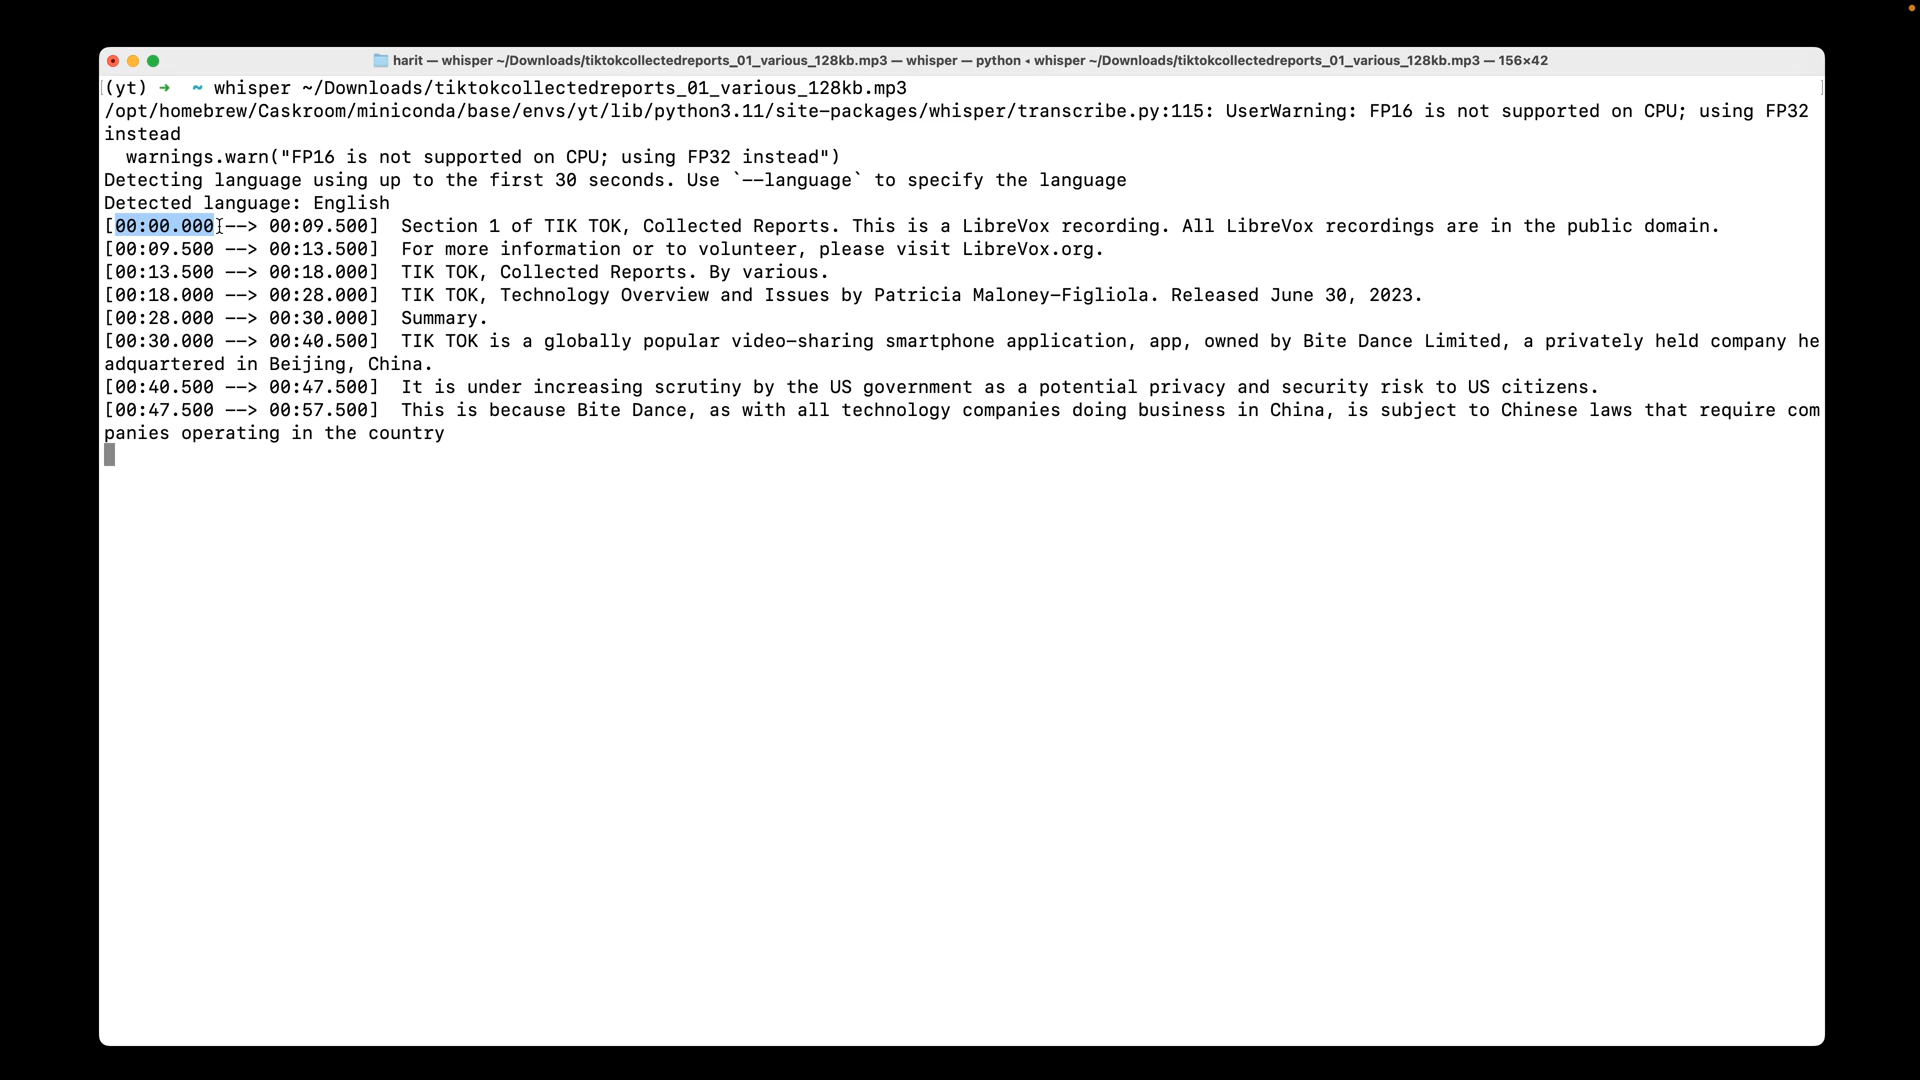 harit — whisper ~/Downloads/tiktokcollectedreports_01_various_128kb.mp3 — whisper — python ◂ whisper ~/Downloads/tiktokcollectedreports_01_various_128kb.mp3 — 156×42
(yt) ➜  ~ whisper ~/Downloads/tiktokcollectedreports_01_various_128kb.mp3
/opt/homebrew/Caskroom/miniconda/base/envs/yt/lib/python3.11/site-packages/whisper/transcribe.py:115: UserWarning: FP16 is not supported on CPU; using FP32
instead
  warnings.warn("FP16 is not supported on CPU; using FP32 instead")
Detecting language using up to the first 30 seconds. Use `--language` to specify the language
Detected language: English
[00:00.000 --> 00:09.500]  Section 1 of TIK TOK, Collected Reports. This is a LibreVox recording. All LibreVox recordings are in the public domain.
[00:09.500 --> 00:13.500]  For more information or to volunteer, please visit LibreVox.org.
[00:13.500 --> 00:18.000]  TIK TOK, Collected Reports. By various.
[00:18.000 --> 00:28.000]  TIK TOK, Technology Overview and Issues by Patricia Maloney-Figliola. Released June 30, 2023.
[00:28.000 --> 00:30.000]  Summary.
[00:30.000 --> 00:40.500]  TIK TOK is a globally popular video-sharing smartphone application, app, owned by Bite Dance Limited, a privately held company he
adquartered in Beijing, China.
[00:40.500 --> 00:47.500]  It is under increasing scrutiny by the US government as a potential privacy and security risk to US citizens.
[00:47.500 --> 00:57.500]  This is because Bite Dance, as with all technology companies doing business in China, is subject to Chinese laws that require com
panies operating in the country